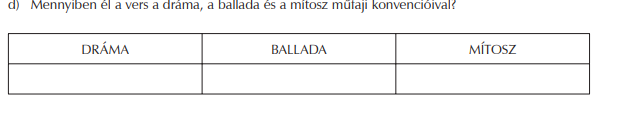 d) Mennyiben él a vers a dráma, a ballada és a mítosz műfaji konvencióival?
DRÁMA BALLADA MÍTOSZ